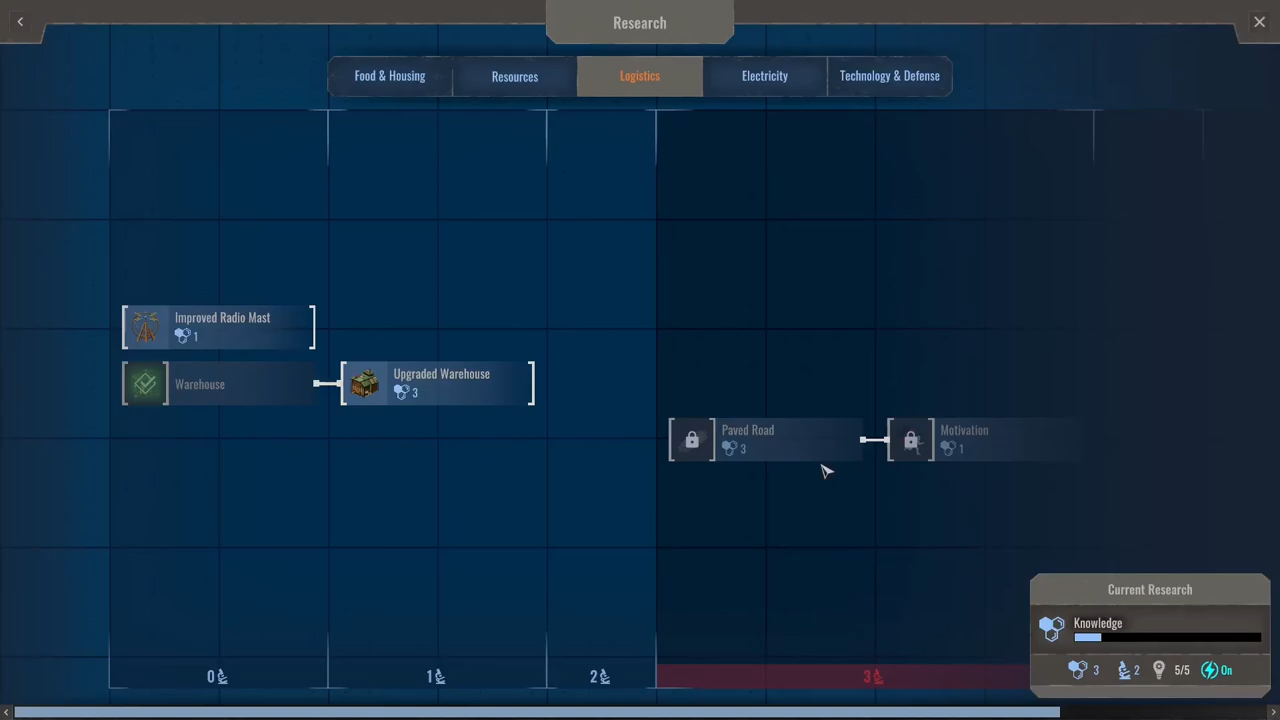 Research
Food & Housing
Resources
Logistics
Electricity
Technology & Defense
Improved Radio Mast
1
Warehouse
Upgraded Warehouse
3
Paved Road
3
Motivation
1
Current Research
Knowledge
3
2
5/5
On
0
1
2
3